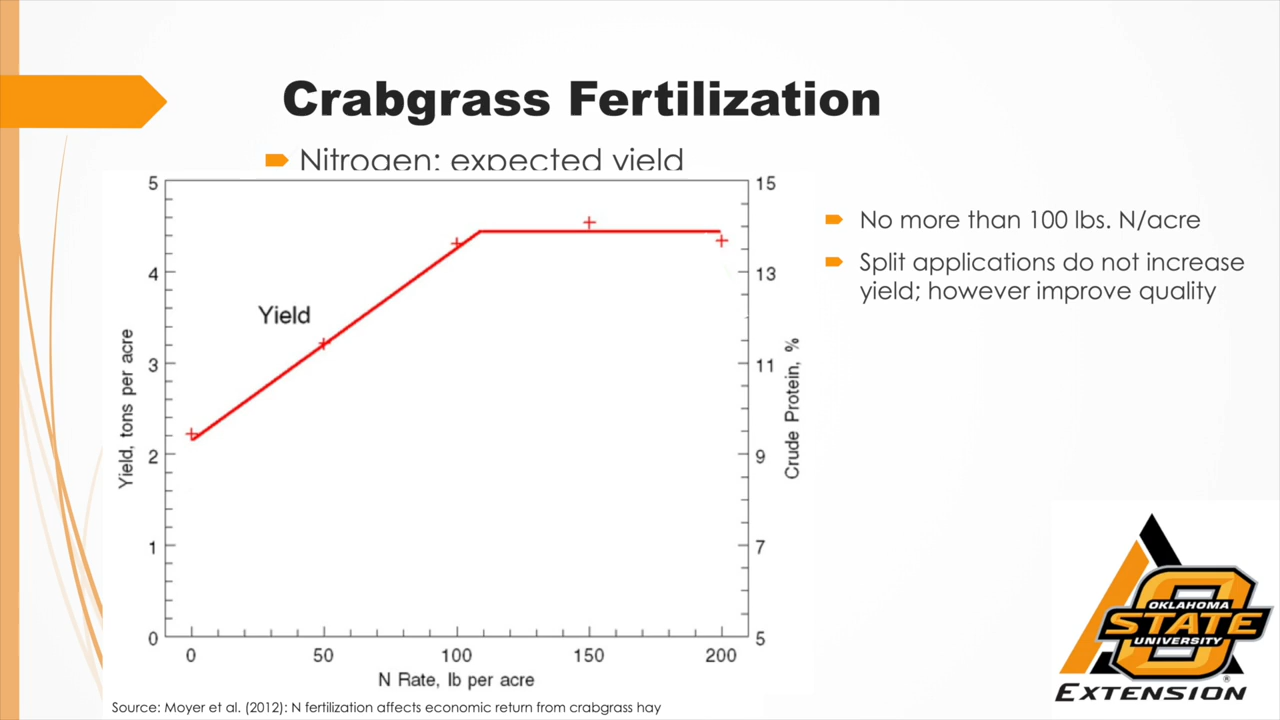 Crabgrass Fertilization
Nitrogen: expected yield
No more than 100 lbs. N/acre
Split applications do not increase
yield; however improve quality
Yield
Yield, tons per acre
5
4
3
2
1
0
Crude Protein, %
15
13
11
9
7
5
0 50 100 150 200
N Rate, lb per acre
Source: Moyer et al. (2012): N fertilization affects economic return from crabgrass hay
OKLAHOMA
STATE
UNIVERSITY
®
EXTENSION